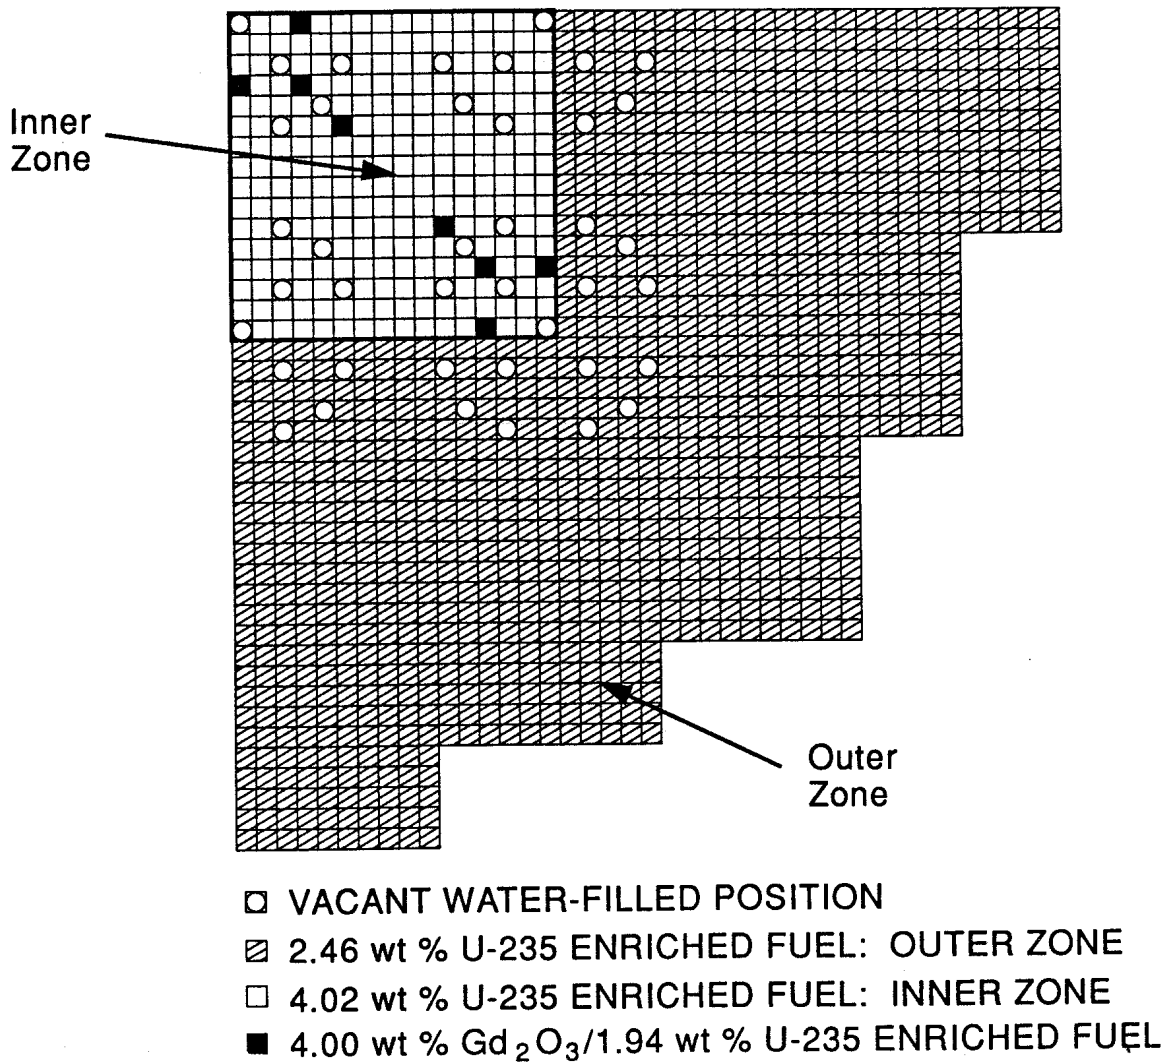 Inner
Zone
Outer
Zone
VACANT WATER-FILLED POSITION
2.46 wt % U-235 ENRICHED FUEL: OUTER ZONE
4.02 wt % U-235 ENRICHED FUEL: INNER ZONE
4.00 wt % Gd₂O₃/1.94 wt % U-235 ENRICHED FUEL